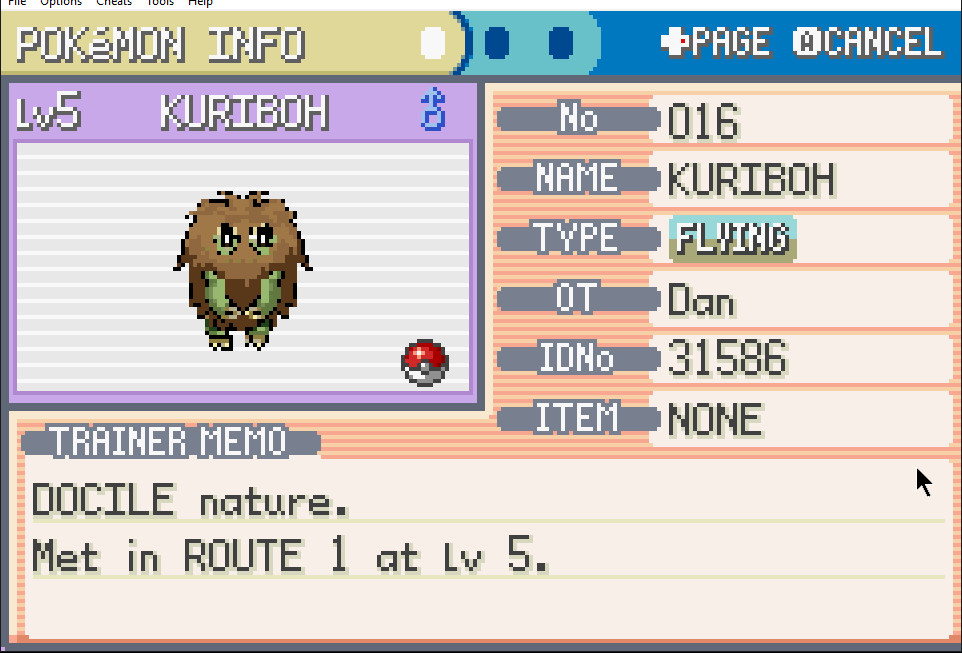 File Options Cheats Tools Help
POKéMON INFO PAGE A CANCEL
Lv5 KURIBOH
No 016
NAME KURIBOH
TYPE FLYING
OT Dan
IDNo 31586
ITEM NONE
TRAINER MEMO
DOCILE nature.
Met in ROUTE 1 at Lv 5.